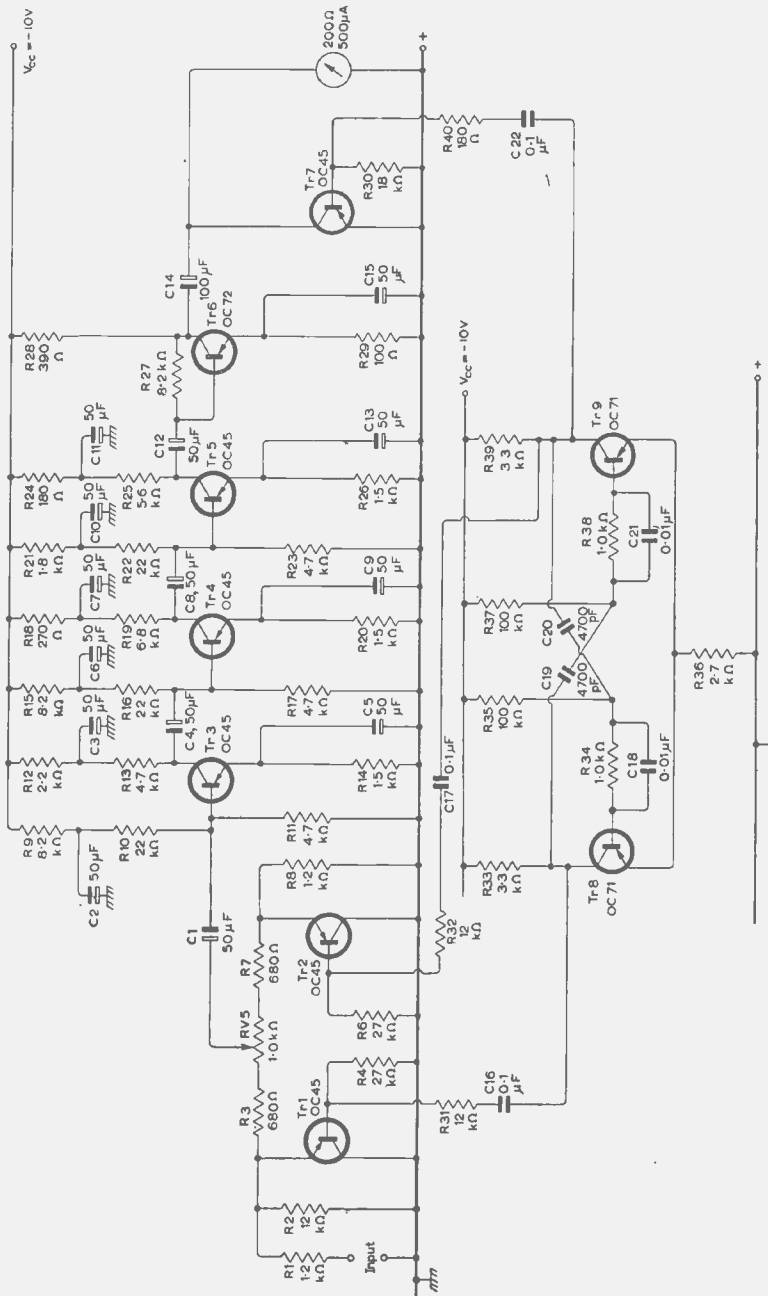 VCC = -10V
R9
8·2
kΩ
C2
50µF
R10
22
kΩ
R12
2·2
kΩ
C3
50
µF
R13
4·7
kΩ
R15
8·2
kΩ
C6
50
µF
R16
22
kΩ
R18
270
Ω
C7
50
µF
R19
6·8
kΩ
R21
1·8
kΩ
C10
50
µF
R22
22
kΩ
R24
180
Ω
C11
50
µF
R25
5·6
kΩ
R28
390
Ω
C1
50µF
C4, 50µF
C8, 50µF
C12
50µF
R27
8·2kΩ
C14
100µF
Tr3
OC45
Tr4
OC45
Tr5
OC45
Tr6
OC72
Tr7
OC45
200Ω
500µA
R11
4·7
kΩ
R14
1·5
kΩ
C5
50
µF
R17
4·7
kΩ
R20
1·5
kΩ
C9
50
µF
R23
4·7
kΩ
R26
1·5
kΩ
C13
50
µF
R29
100
Ω
C15
50
µF
R30
18
kΩ
+
R1
1·2
kΩ
Input
R2
12
kΩ
R3
680Ω
RV5
1·0kΩ
R7
680Ω
R8
1·2
kΩ
Tr1
OC45
R4
27
kΩ
R6
27
kΩ
Tr2
OC45
R31
12
kΩ
C16
0·1
µF
R32
12
kΩ
C17
0·1µF
R40
180
Ω
C22
0·1
µF
VCC = -10V
R33
3·3
kΩ
R35
100
kΩ
R37
100
kΩ
R39
3·3
kΩ
C19
4700
pF
C20
4700
pF
Tr8
OC71
R34
1·0kΩ
C18
0·01µF
R38
1·0kΩ
C21
0·01µF
Tr9
OC71
R36
2·7
kΩ
+